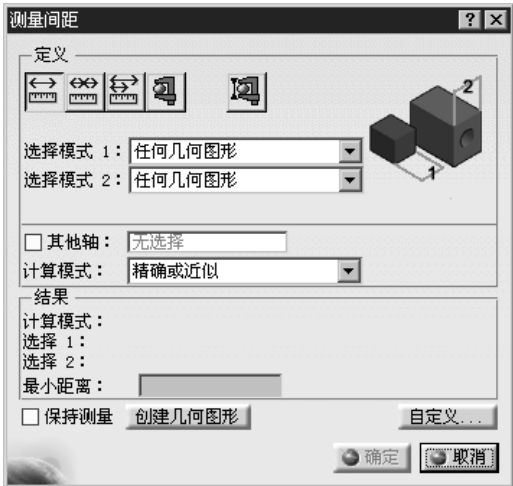 测量间距
定义
2
1
选择模式 1: 任何几何图形
选择模式 2: 任何几何图形
其他轴: 无选择
计算模式: 精确或近似
结果
计算模式:
选择 1:
选择 2:
最小距离:
保持测量 创建几何图形 自定义...
确定 取消